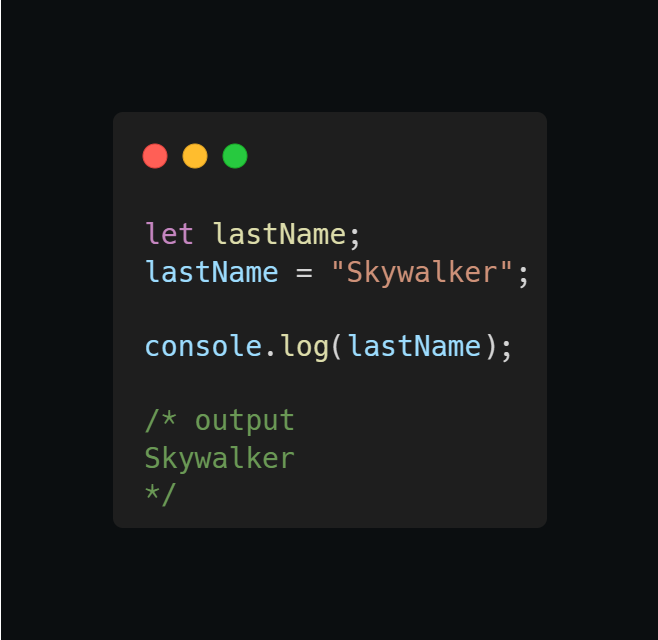 let lastName;
lastName = "Skywalker";
console.log(lastName);
/* output
Skywalker
*/